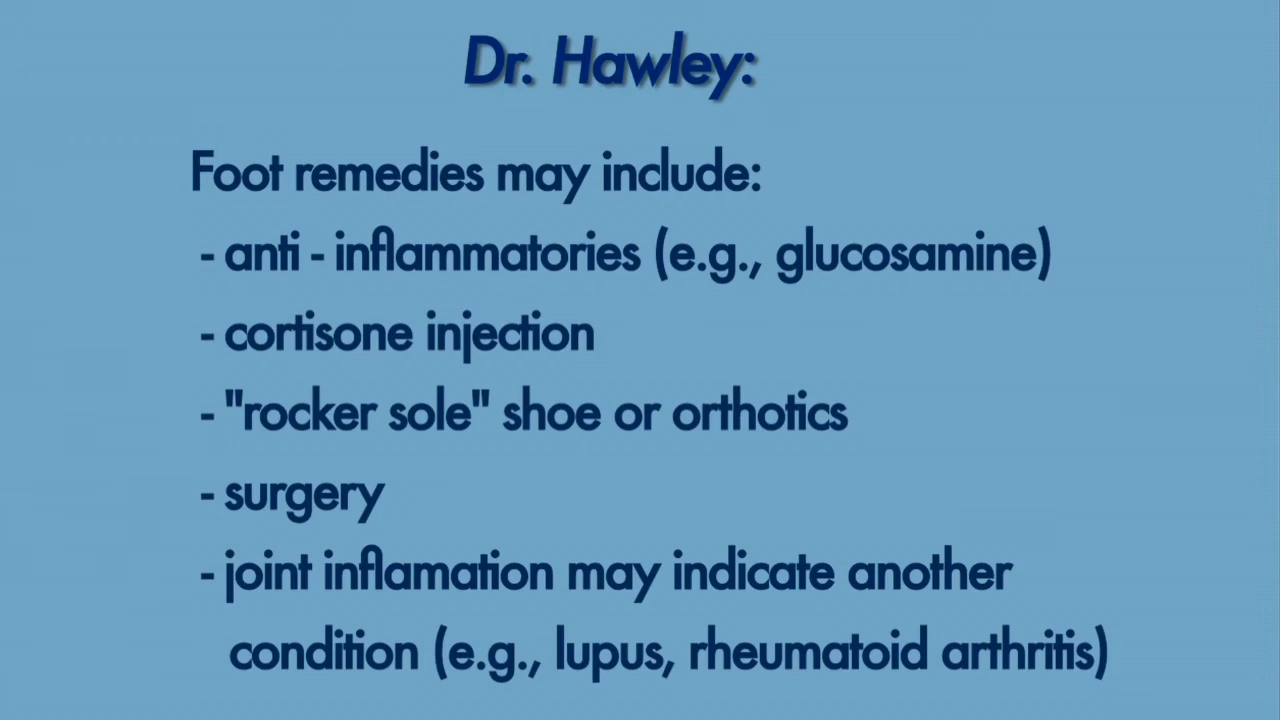 Dr. Hawley:
Foot remedies may include:
- anti - inflammatories (e.g., glucosamine)
- cortisone injection
- "rocker sole" shoe or orthotics
- surgery
- joint inflamation may indicate another
condition (e.g., lupus, rheumatoid arthritis)